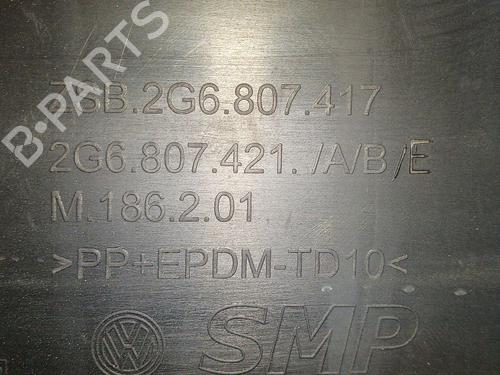 ZSB.2G6.807.417
2G6.807.421. /A/B/E
M.186.2.01
>PP+EPDM-TD10<
SMP
B-PARTS